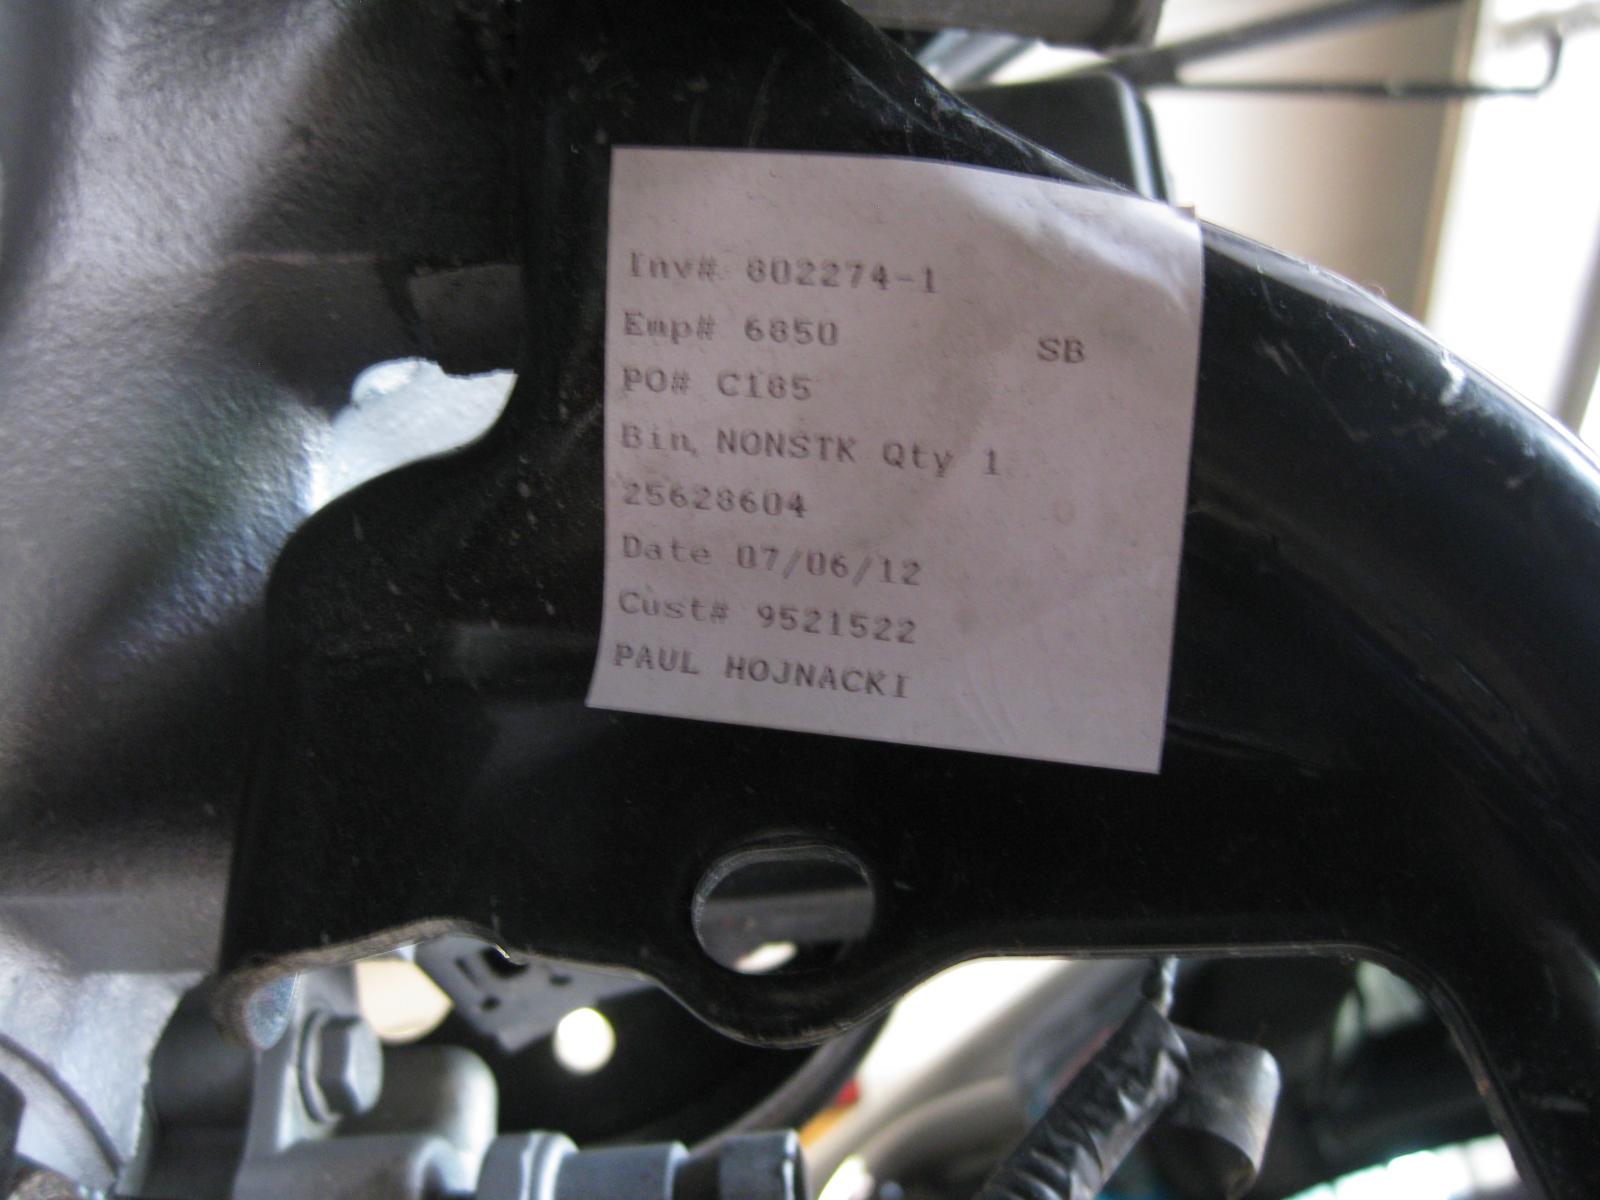 Inv# 802274-1
Emp# 6850
SB
PO# C165
Bin NONSTK Qty 1
25628604
Date 07/06/12
Cust# 9521522
PAUL HOJNACKI